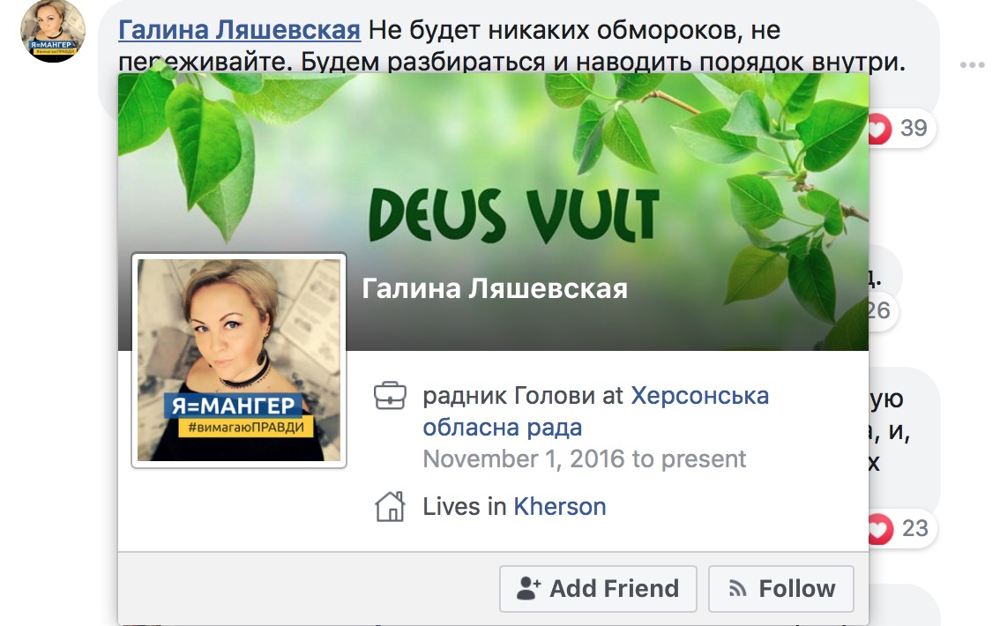 Галина Ляшевская Не будет никаких обмороков, не
переживайте. Будем разбираться и наводить порядок внутри.
Я=МАНГЕР
#вимагаюПРАВДИ
39
DEUS VULT
Галина Ляшевская
д.
26
Я=МАНГЕР
#вимагаюПРАВДИ
радник Голови at Херсонська
обласна рада
November 1, 2016 to present
ую
а, и,
х
Lives in Kherson
23
Add Friend
Follow